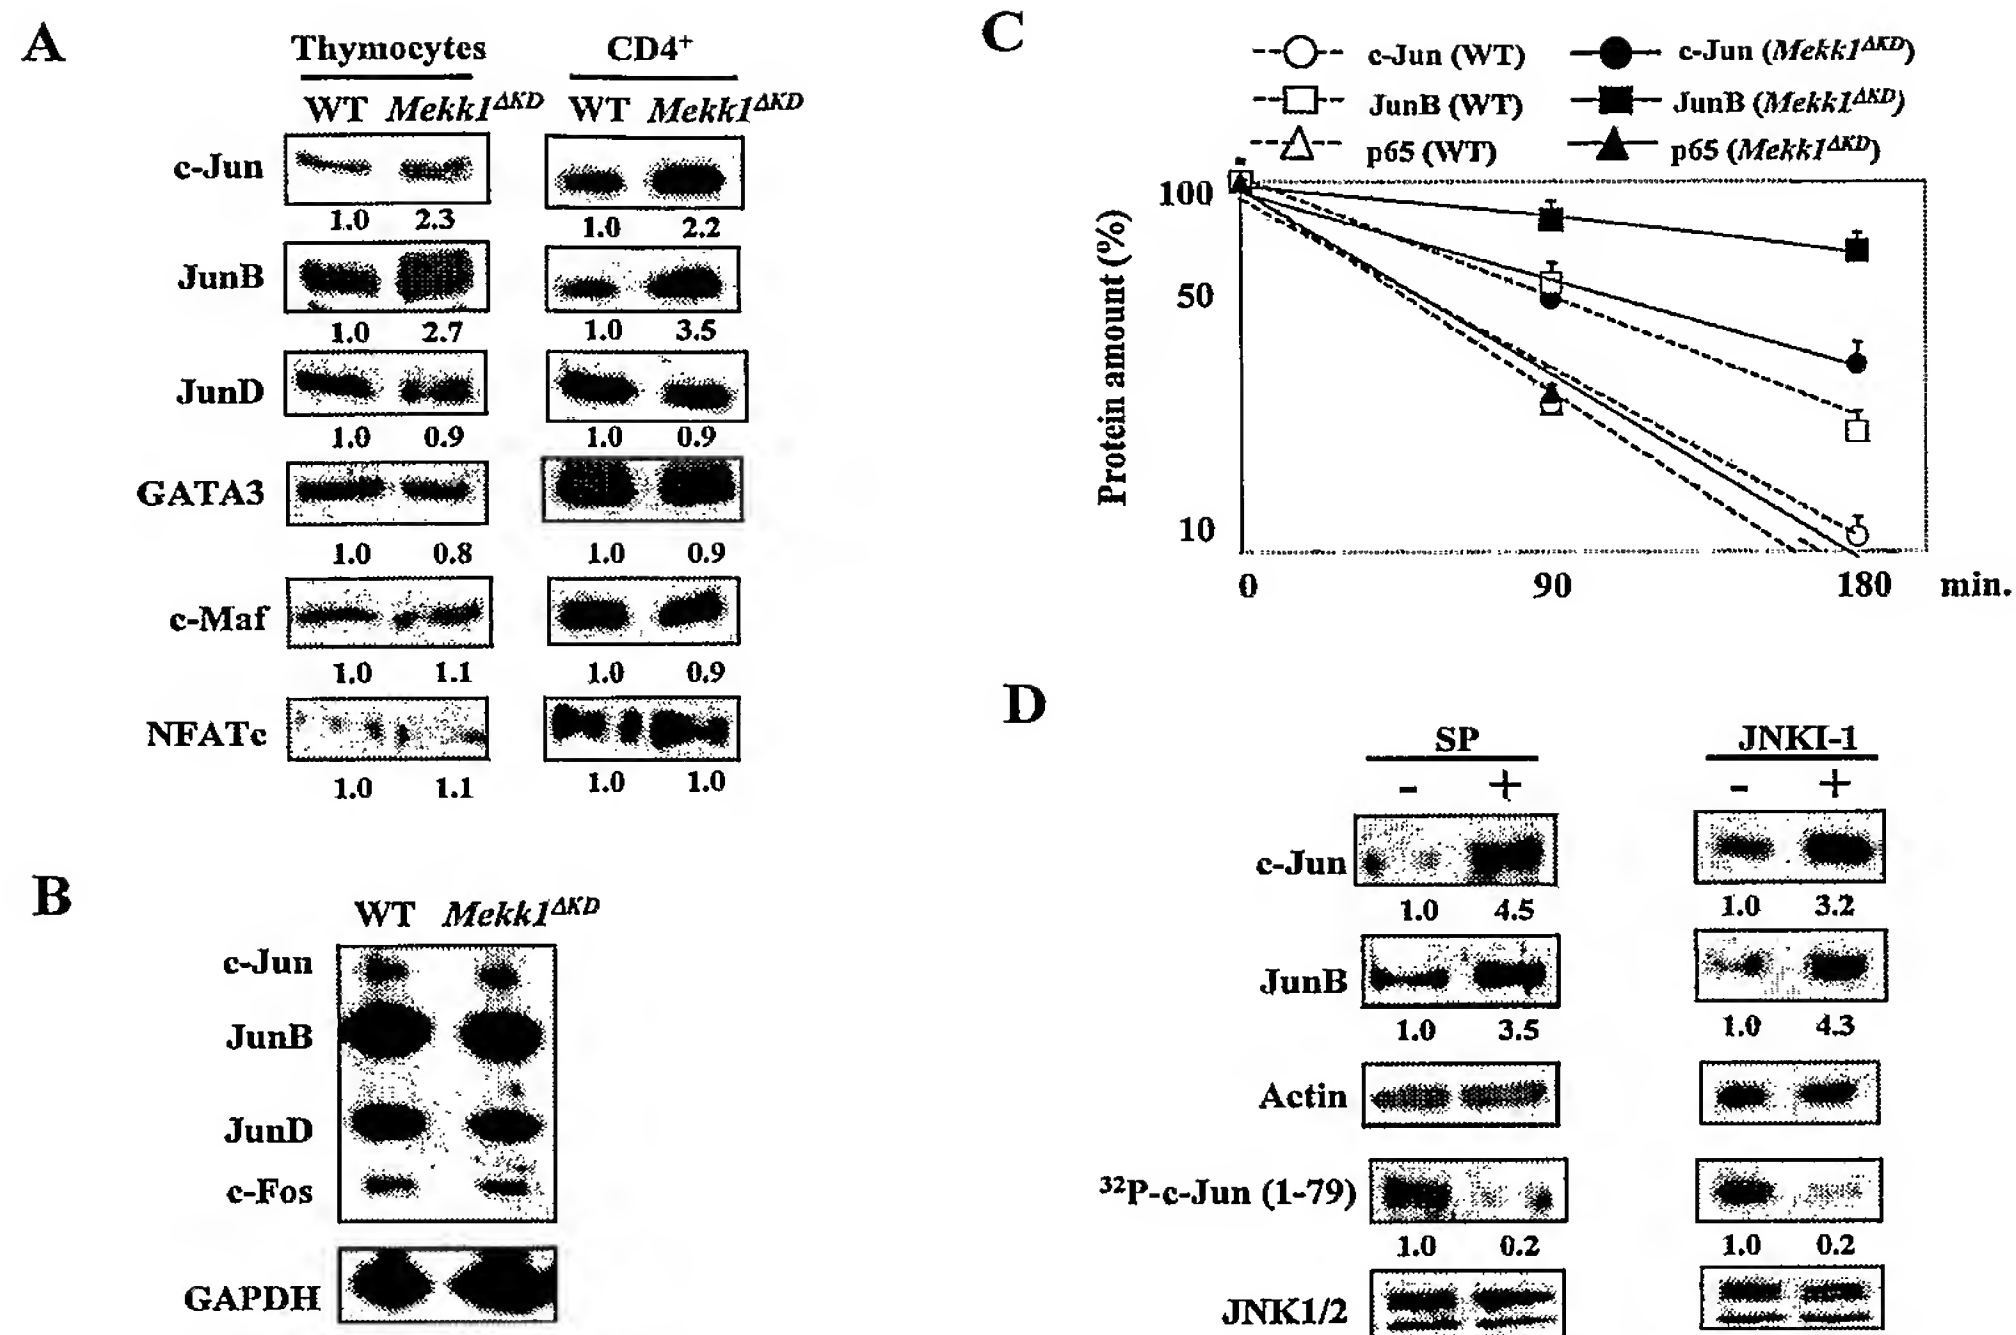 A
Thymocytes CD4⁺
WT Mekk1ΔKD WT Mekk1ΔKD
c-Jun
1.0 2.3 1.0 2.2
JunB
1.0 2.7 1.0 3.5
JunD
1.0 0.9 1.0 0.9
GATA3
1.0 0.8 1.0 0.9
c-Maf
1.0 1.1 1.0 0.9
NFATc
1.0 1.1 1.0 1.0
B
WT Mekk1ΔKD
c-Jun
JunB
JunD
c-Fos
GAPDH
C
c-Jun (WT) c-Jun (Mekk1ΔKD)
JunB (WT) JunB (Mekk1ΔKD)
p65 (WT) p65 (Mekk1ΔKD)
Protein amount (%)
100
50
10
0 90 180 min.
D
SP JNKI-1
- + - +
c-Jun
1.0 4.5 1.0 3.2
JunB
1.0 3.5 1.0 4.3
Actin
³²P-c-Jun (1-79)
1.0 0.2 1.0 0.2
JNK1/2